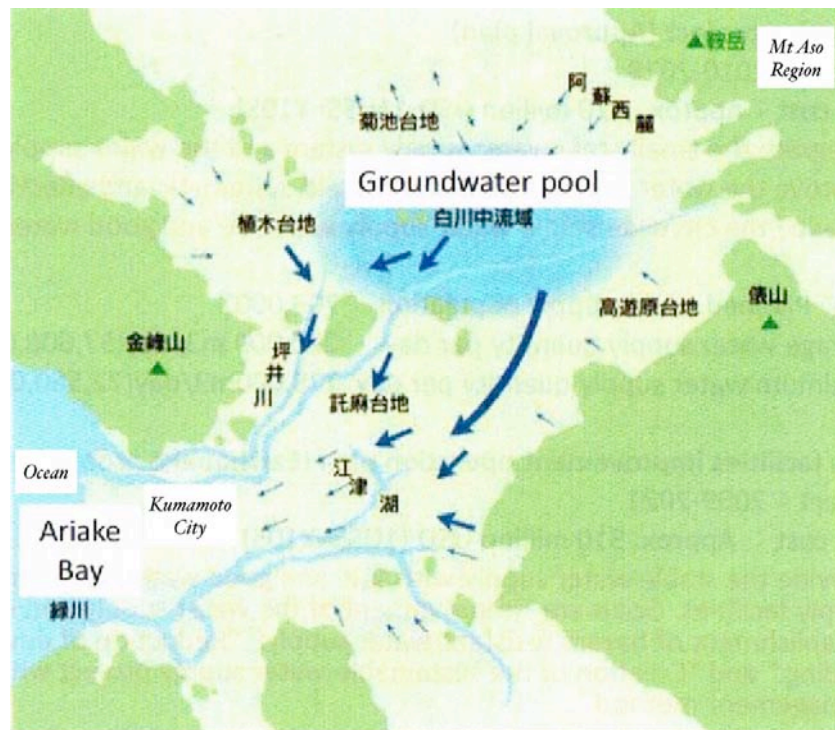 鞍岳
Mt Aso
Region
阿蘇西麓
菊池台地
Groundwater pool
白川中流域
植木台地
高遊原台地
俵山
金峰山
坪井川
託麻台地
江津湖
Ocean
Kumamoto
City
Ariake
Bay
緑川